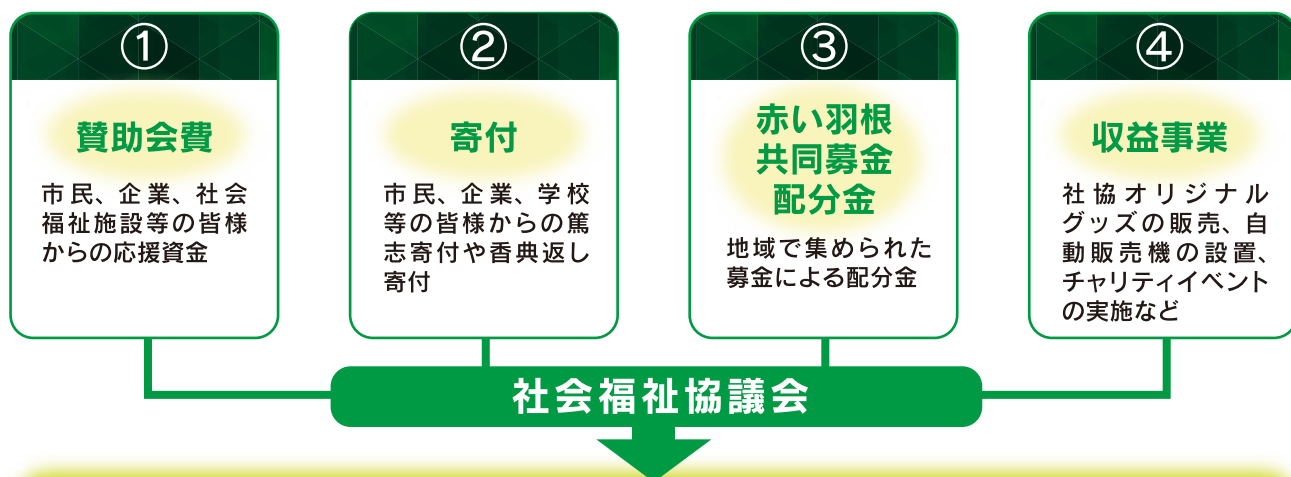 ①
賛助会費
市民、企業、社会
福祉施設等の皆様
からの応援資金
②
寄付
市民、企業、学校
等の皆様からの篤
志寄付や香典返し
寄付
③
赤い羽根
共同募金
配分金
地域で集められた
募金による配分金
④
収益事業
社協オリジナル
グッズの販売、自
動販売機の設置、
チャリティイベント
の実施など
社会福祉協議会